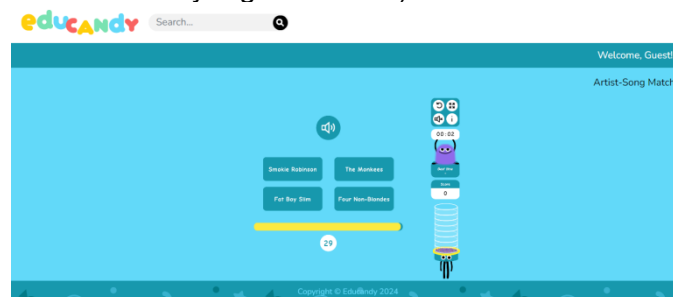 educandy Search...
Welcome, Guest!
Artist-Song Match
00:02
Smokie Robinson The Monkees
Fat Boy Slim Four Non-Blondes
0
29
Copyright © Educandy 2024